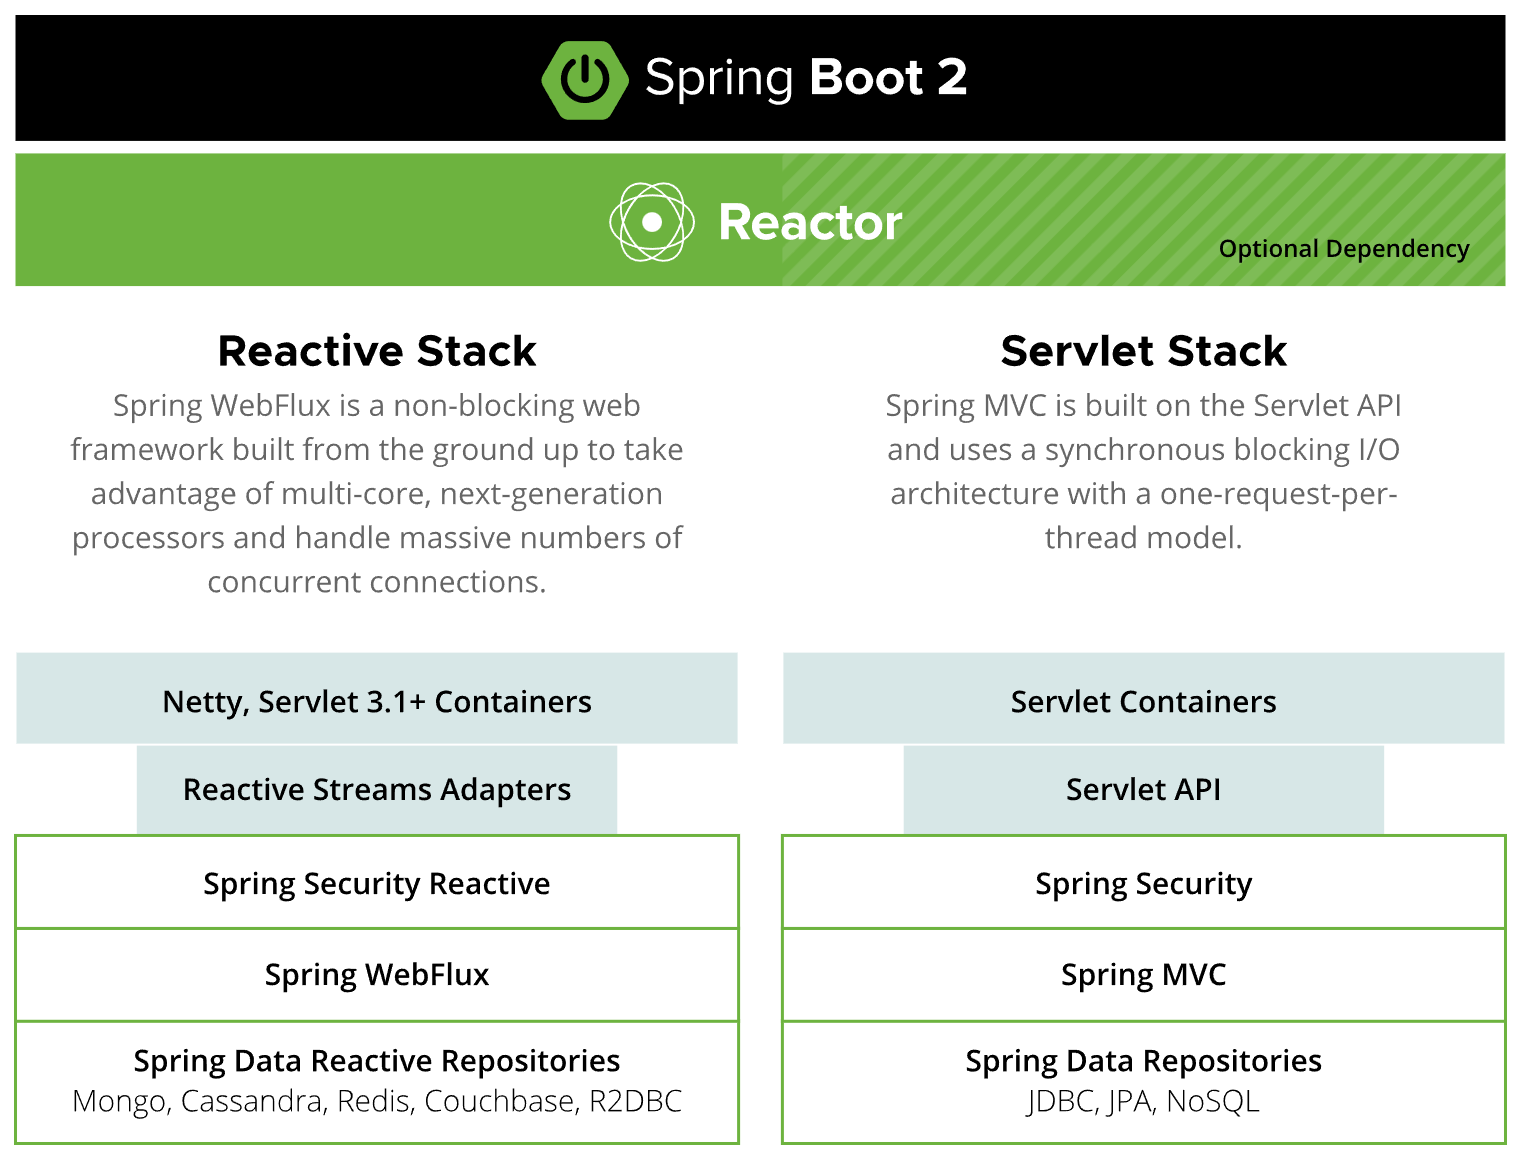 Spring Boot 2
Reactor
Optional Dependency
Reactive Stack
Spring WebFlux is a non-blocking web
framework built from the ground up to take
advantage of multi-core, next-generation
processors and handle massive numbers of
concurrent connections.
Netty, Servlet 3.1+ Containers
Reactive Streams Adapters
Spring Security Reactive
Spring WebFlux
Spring Data Reactive Repositories
Mongo, Cassandra, Redis, Couchbase, R2DBC
Servlet Stack
Spring MVC is built on the Servlet API
and uses a synchronous blocking I/O
architecture with a one-request-per-
thread model.
Servlet Containers
Servlet API
Spring Security
Spring MVC
Spring Data Repositories
JDBC, JPA, NoSQL